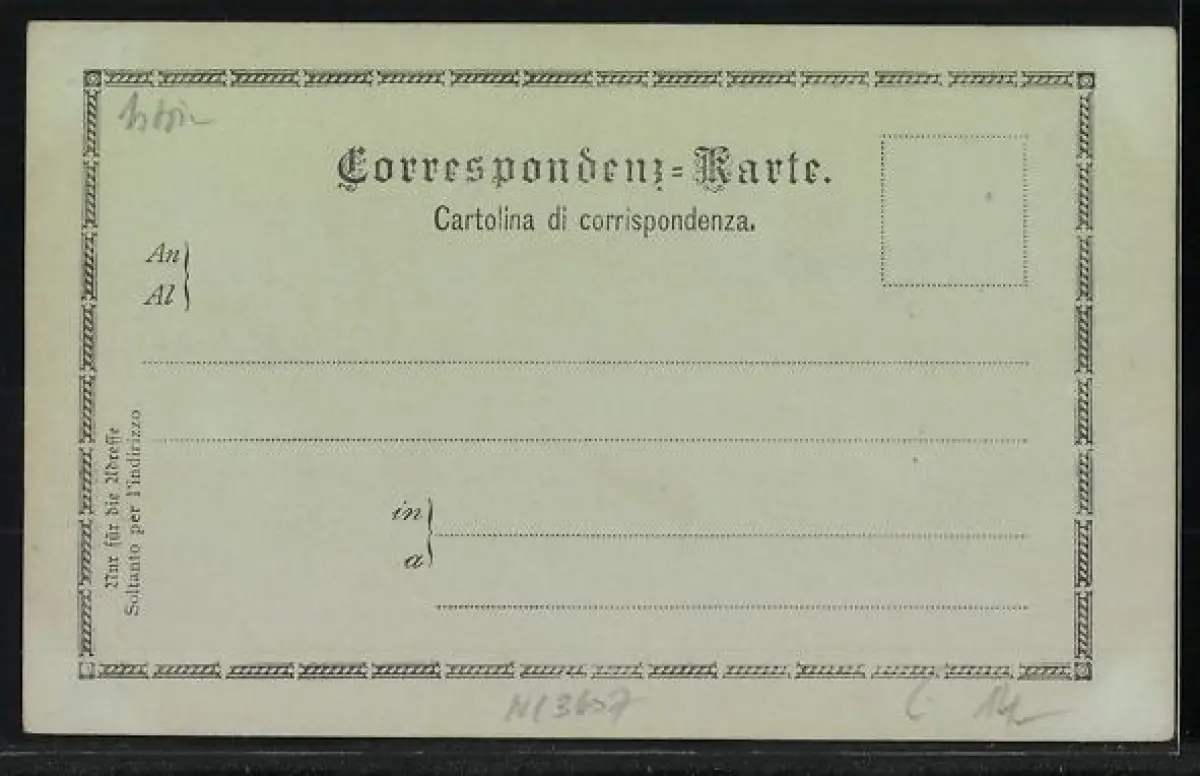 Correspondenz-Karte.
Cartolina di corrispondenza.
An
Al
Nur für die Adresse
Soltanto per l'indirizzo
in
a